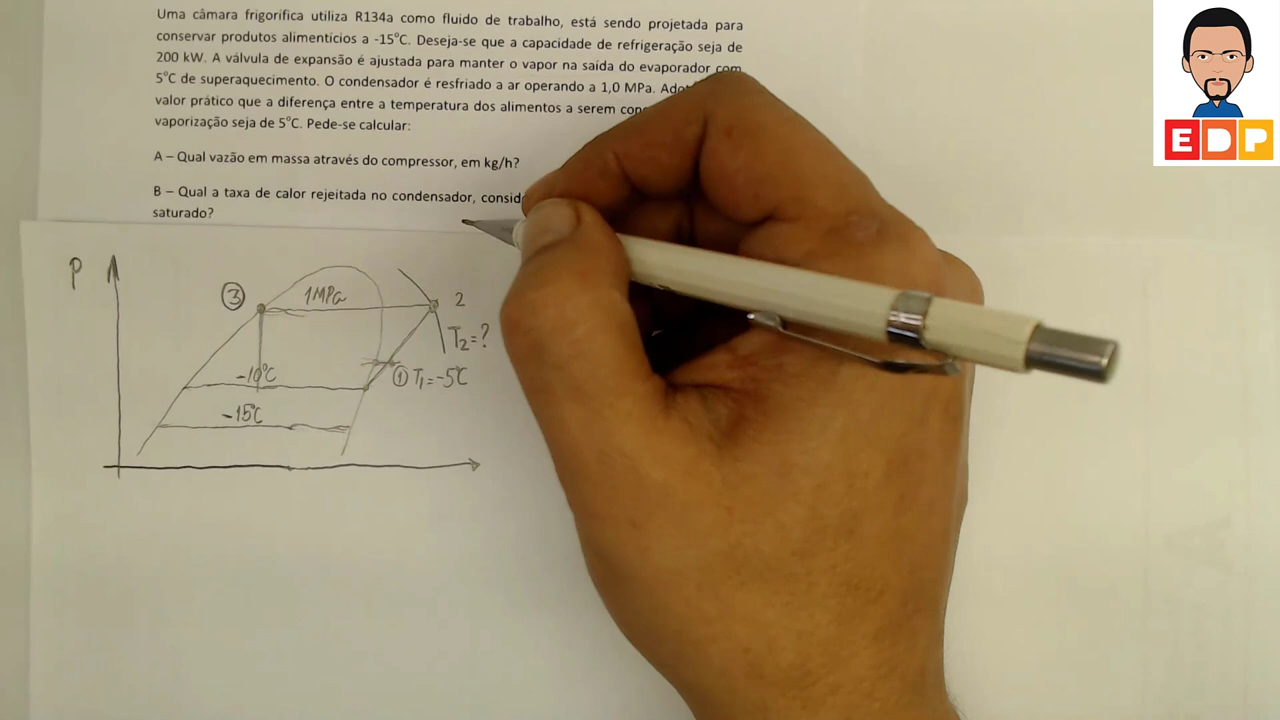 Uma câmara frigorífica utiliza R134a como fluido de trabalho, está sendo projetada para
conservar produtos alimentícios a -15°C. Deseja-se que a capacidade de refrigeração seja de
200 kW. A válvula de expansão é ajustada para manter o vapor na saída do evaporador com
5°C de superaquecimento. O condensador é resfriado a ar operando a 1,0 MPa.
valor prático que a diferença entre a temperatura dos alimentos a serem
vaporização seja de 5°C. Pede-se calcular:
A – Qual vazão em massa através do compressor, em kg/h?
B – Qual a taxa de calor rejeitada no condensador,
saturado?
P
3
1MPa
2
T2=?
-10°C
1 T1=-5°C
-15°C
EDP